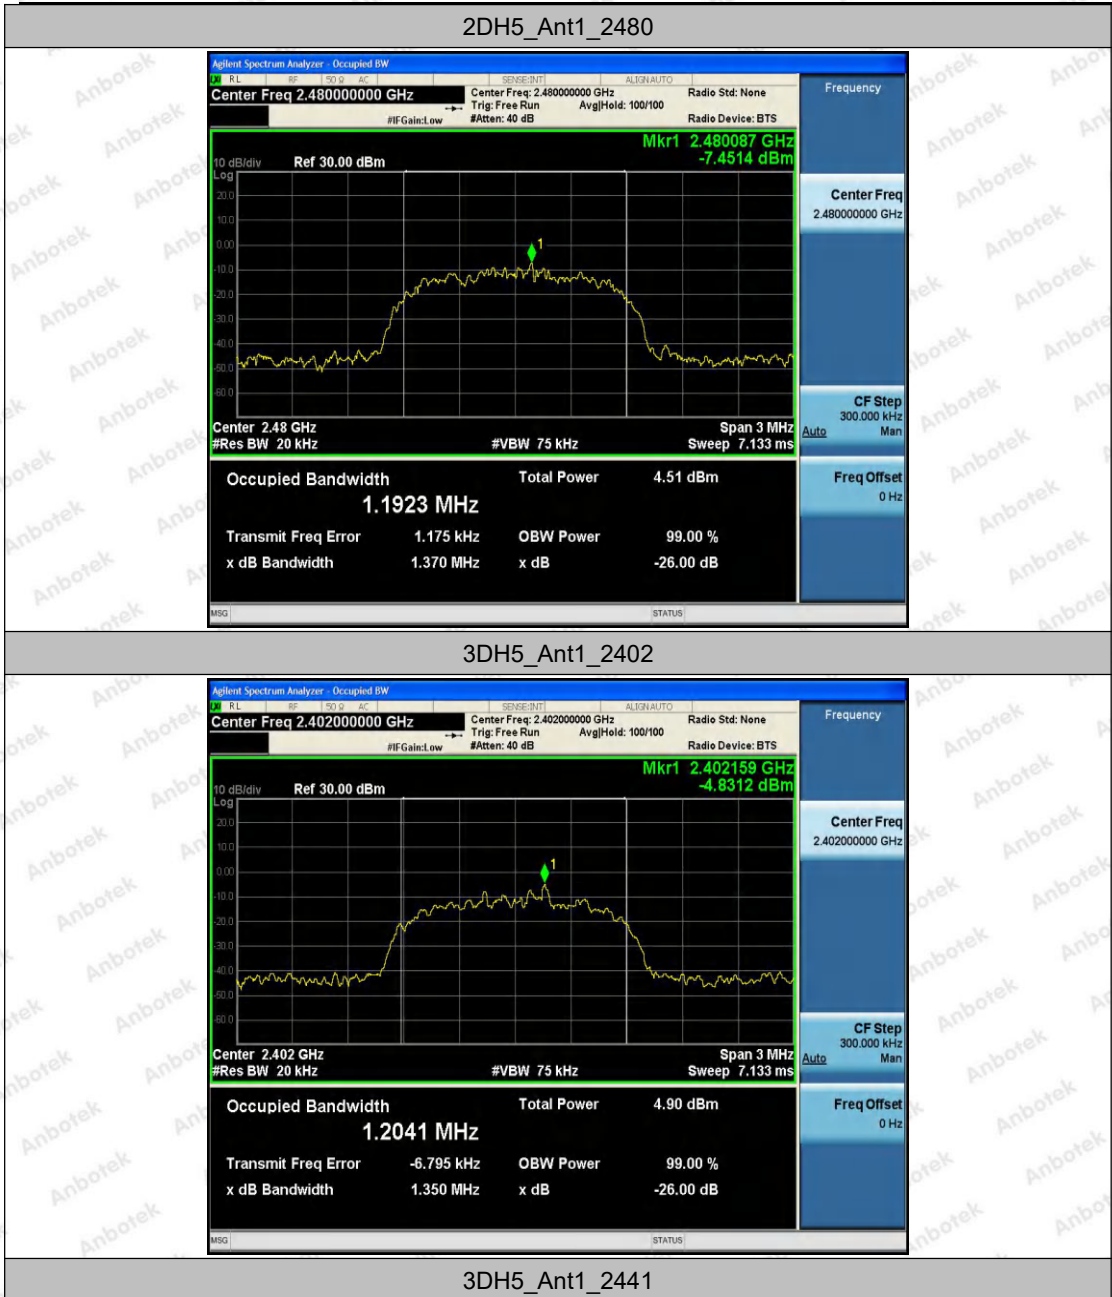 2DH5_Ant1_2480
Agilent Spectrum Analyzer - Occupied BW
RL RF 50 Ω AC SENSE:INT ALIGN AUTO
Center Freq 2.480000000 GHz
Center Freq: 2.480000000 GHz
Radio Std: None
Trig: Free Run Avg|Hold: 100/100
#IFGain:Low #Atten: 40 dB Radio Device: BTS
Mkr1 2.480087 GHz
-7.4514 dBm
10 dB/div Ref 30.00 dBm
Log
20.0
10.0
0.00
-10.0
-20.0
-30.0
-40.0
-50.0
-60.0
1
Center 2.48 GHz Span 3 MHz
#Res BW 20 kHz #VBW 75 kHz Sweep 7.133 ms
Occupied Bandwidth Total Power 4.51 dBm
1.1923 MHz
Transmit Freq Error 1.175 kHz OBW Power 99.00 %
x dB Bandwidth 1.370 MHz x dB -26.00 dB
MSG STATUS
Frequency
Center Freq
2.480000000 GHz
CF Step
300.000 kHz
Auto Man
Freq Offset
0 Hz
3DH5_Ant1_2402
Agilent Spectrum Analyzer - Occupied BW
RL RF 50 Ω AC SENSE:INT ALIGN AUTO
Center Freq 2.402000000 GHz
Center Freq: 2.402000000 GHz
Radio Std: None
Trig: Free Run Avg|Hold: 100/100
#IFGain:Low #Atten: 40 dB Radio Device: BTS
Mkr1 2.402159 GHz
-4.8312 dBm
10 dB/div Ref 30.00 dBm
Log
20.0
10.0
0.00
-10.0
-20.0
-30.0
-40.0
-50.0
-60.0
1
Center 2.402 GHz Span 3 MHz
#Res BW 20 kHz #VBW 75 kHz Sweep 7.133 ms
Occupied Bandwidth Total Power 4.90 dBm
1.2041 MHz
Transmit Freq Error -6.795 kHz OBW Power 99.00 %
x dB Bandwidth 1.350 MHz x dB -26.00 dB
MSG STATUS
Frequency
Center Freq
2.402000000 GHz
CF Step
300.000 kHz
Auto Man
Freq Offset
0 Hz
3DH5_Ant1_2441
Anbotek